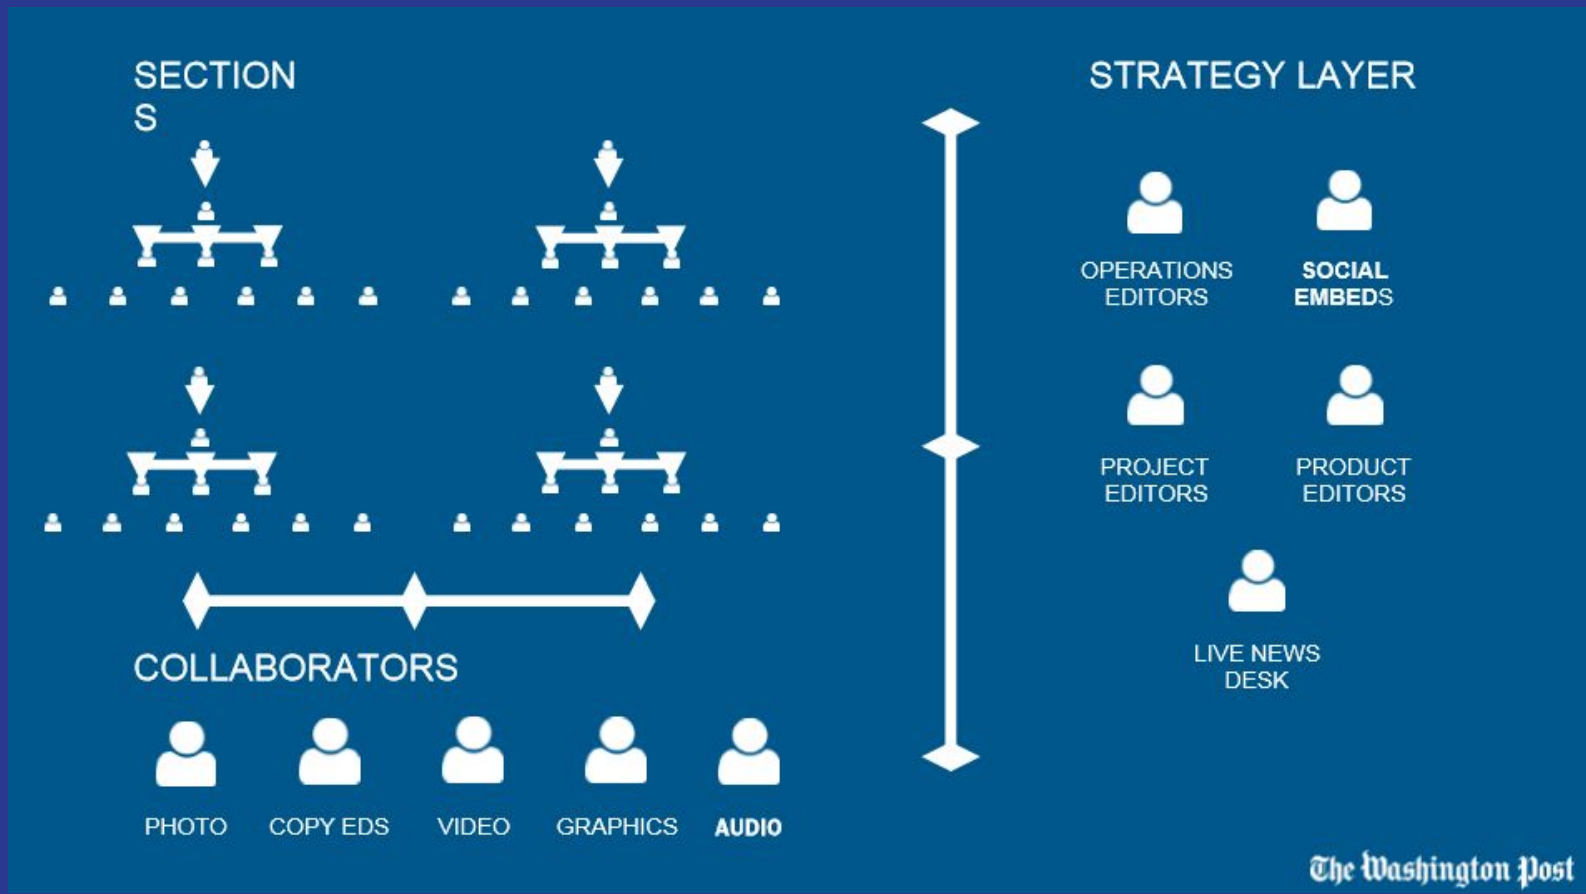 SECTION
S
STRATEGY LAYER
OPERATIONS
EDITORS
SOCIAL
EMBEDS
PROJECT
EDITORS
PRODUCT
EDITORS
LIVE NEWS
DESK
COLLABORATORS
PHOTO
COPY EDS
VIDEO
GRAPHICS
AUDIO
The Washington Post